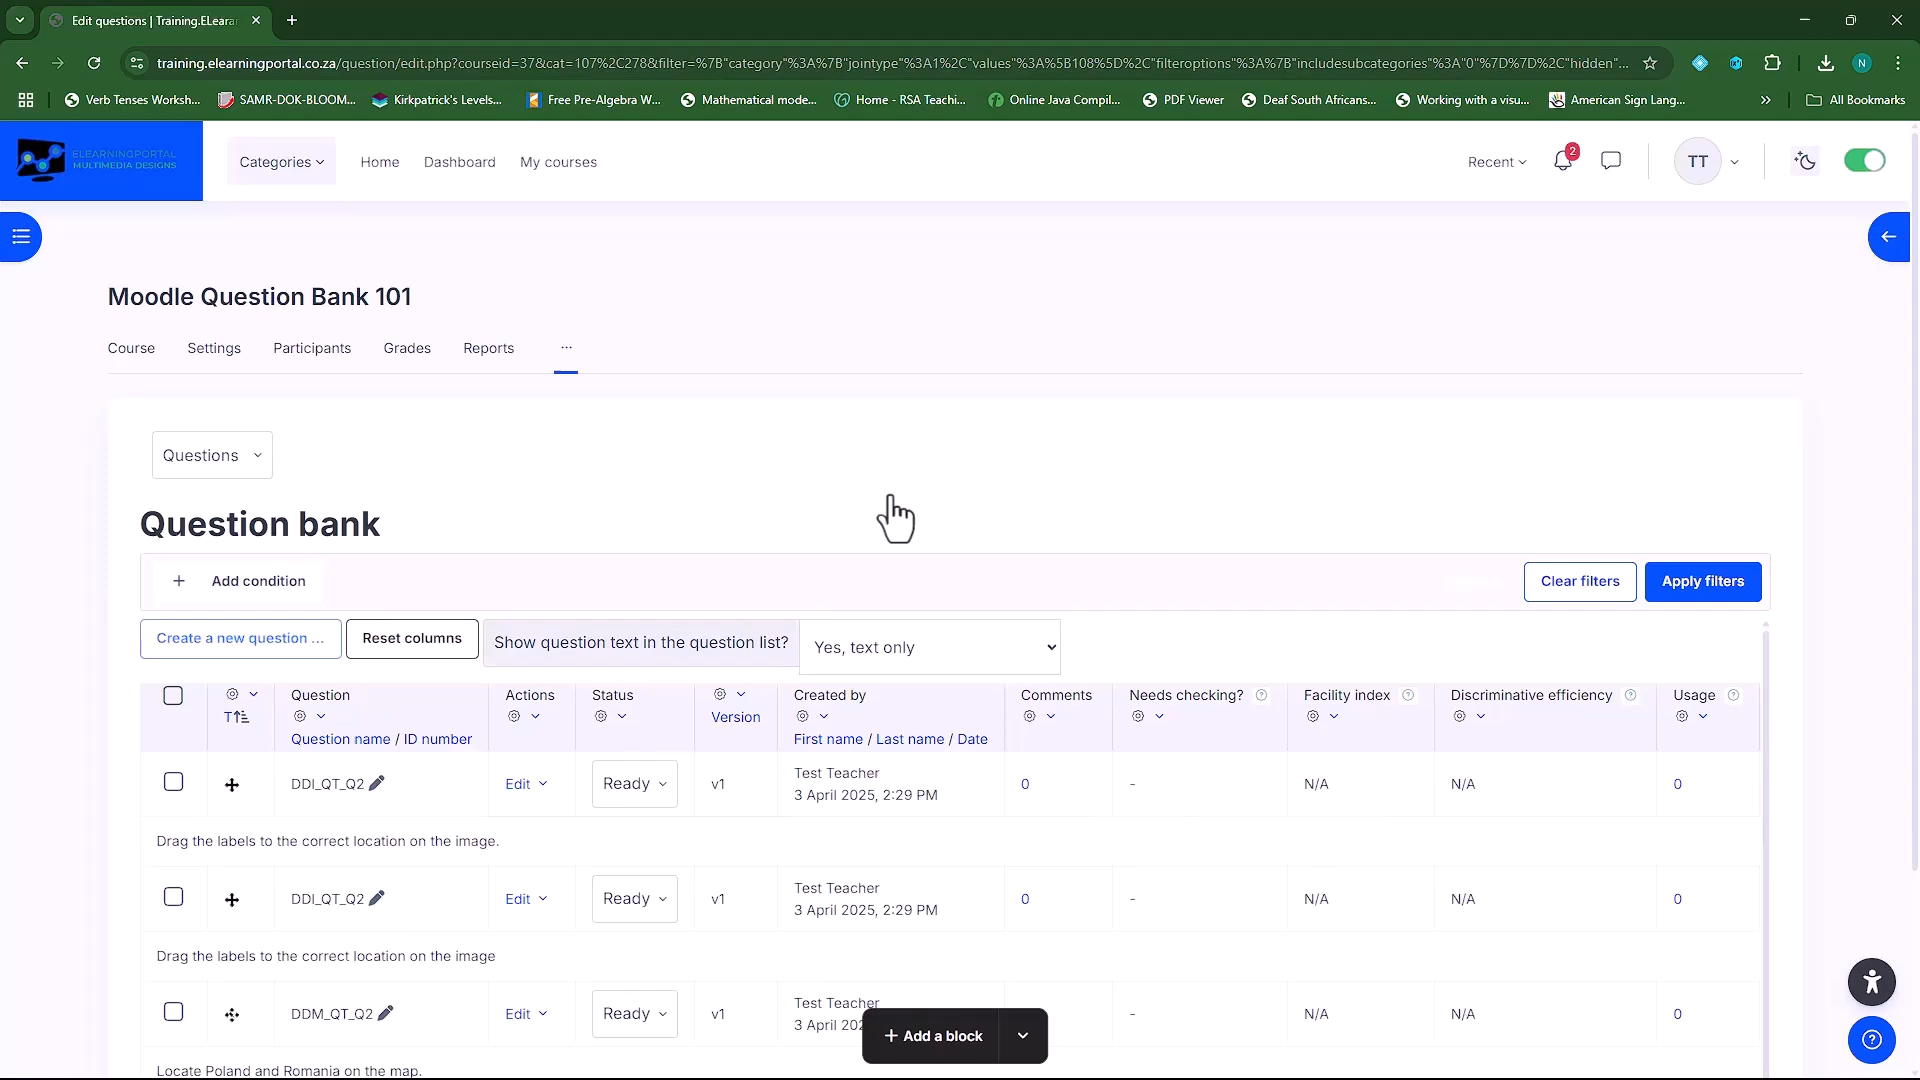 Edit questions | Training.ELearn
training.elearningportal.co.za/question/edit.php?courseid=37&cat=107%2C278&filter=%7B"category"%3A%7B"jointype"%3A1%2C"values"%3A%5B108%5D%2C"filteroptions"%3A%7B"includesubcategories"%3A"0"%7D%7D%2C"hidden"...
N
Verb Tenses Worksh...
SAMR-DOK-BLOOM...
Kirkpatrick's Levels...
Free Pre-Algebra W...
Mathematical mode...
Home - RSA Teachi...
Online Java Compil...
PDF Viewer
Deaf South Africans...
Working with a visu...
American Sign Lang...
All Bookmarks
ELEARNINGPORTAL
MULTIMEDIA DESIGNS
Categories
Home
Dashboard
My courses
Recent
2
TT
Moodle Question Bank 101
Course
Settings
Participants
Grades
Reports
...
Questions
Question bank
+ Add condition
Clear filters
Apply filters
Create a new question ...
Reset columns
Show question text in the question list?
Yes, text only
Question
Actions
Status
Created by
Comments
Needs checking?
Facility index
Discriminative efficiency
Usage
T
Version
Question name / ID number
First name / Last name / Date
DDI_QT_Q2
Edit
Ready
v1
Test Teacher
3 April 2025, 2:29 PM
0
-
N/A
N/A
0
Drag the labels to the correct location on the image.
DDI_QT_Q2
Edit
Ready
v1
Test Teacher
3 April 2025, 2:29 PM
0
-
N/A
N/A
0
Drag the labels to the correct location on the image
DDM_QT_Q2
Edit
Ready
v1
Test Teacher
3 April 202
-
N/A
N/A
0
+ Add a block
Locate Poland and Romania on the map.